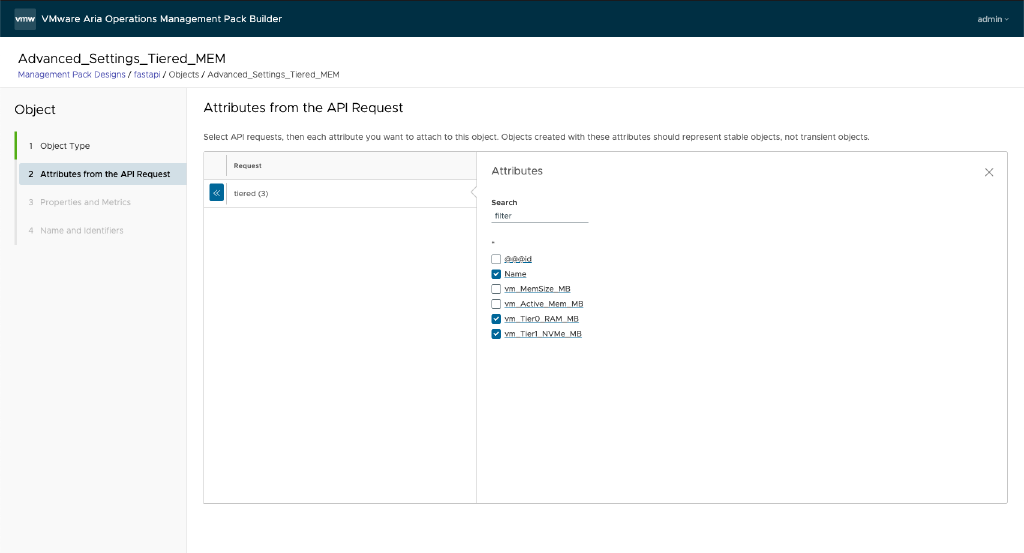 vmw VMware Aria Operations Management Pack Builder
admin
Advanced_Settings_Tiered_MEM
Management Pack Designs / fastapi / Objects / Advanced_Settings_Tiered_MEM
Object
1 Object Type
2 Attributes from the API Request
3 Properties and Metrics
4 Name and Identifiers
Attributes from the API Request
Select API requests, then each attribute you want to attach to this object. Objects created with these attributes should represent stable objects, not transient objects.
Request
tiered (3)
Attributes
Search
filter
*
@@@id
Name
vm_MemSize_MB
vm_Active_Mem_MB
vm_Tier0_RAM_MB
vm_Tier1_NVMe_MB